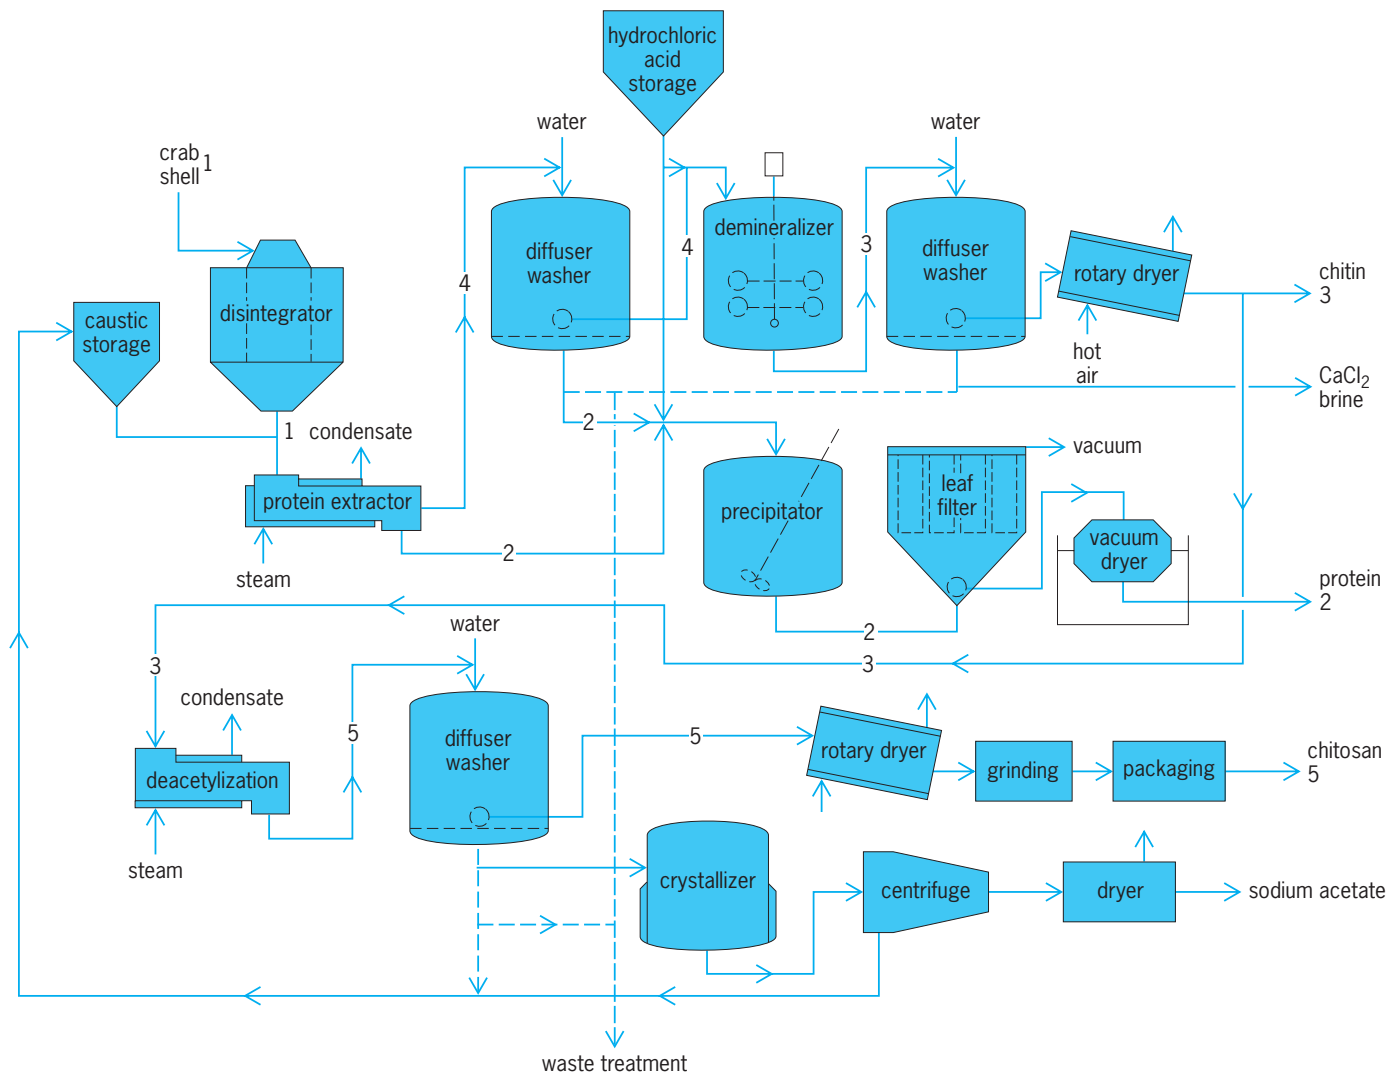 hydrochloric
acid
storage
water
water
crab
shell 1
diffuser
washer
demineralizer
diffuser
washer
rotary dryer
chitin
3
4
4
3
disintegrator
caustic
storage
hot
air
CaCl2
brine
1
condensate
2
vacuum
protein extractor
precipitator
leaf
filter
vacuum
dryer
2
steam
protein
2
water
2
3
3
condensate
5
diffuser
washer
5
rotary dryer
grinding
packaging
chitosan
5
deacetylization
steam
crystallizer
centrifuge
dryer
sodium acetate
waste treatment